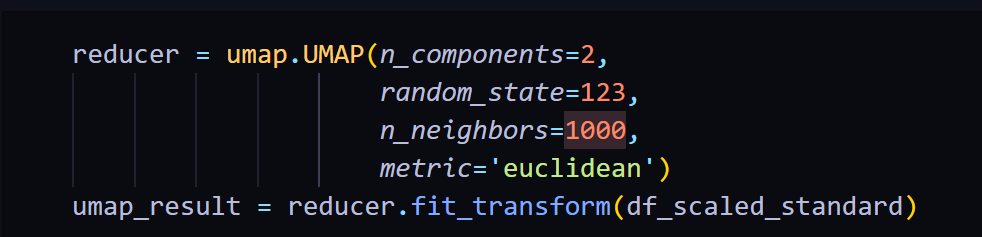 reducer = umap.UMAP(n_components=2,
random_state=123,
n_neighbors=1000,
metric='euclidean')
umap_result = reducer.fit_transform(df_scaled_standard)